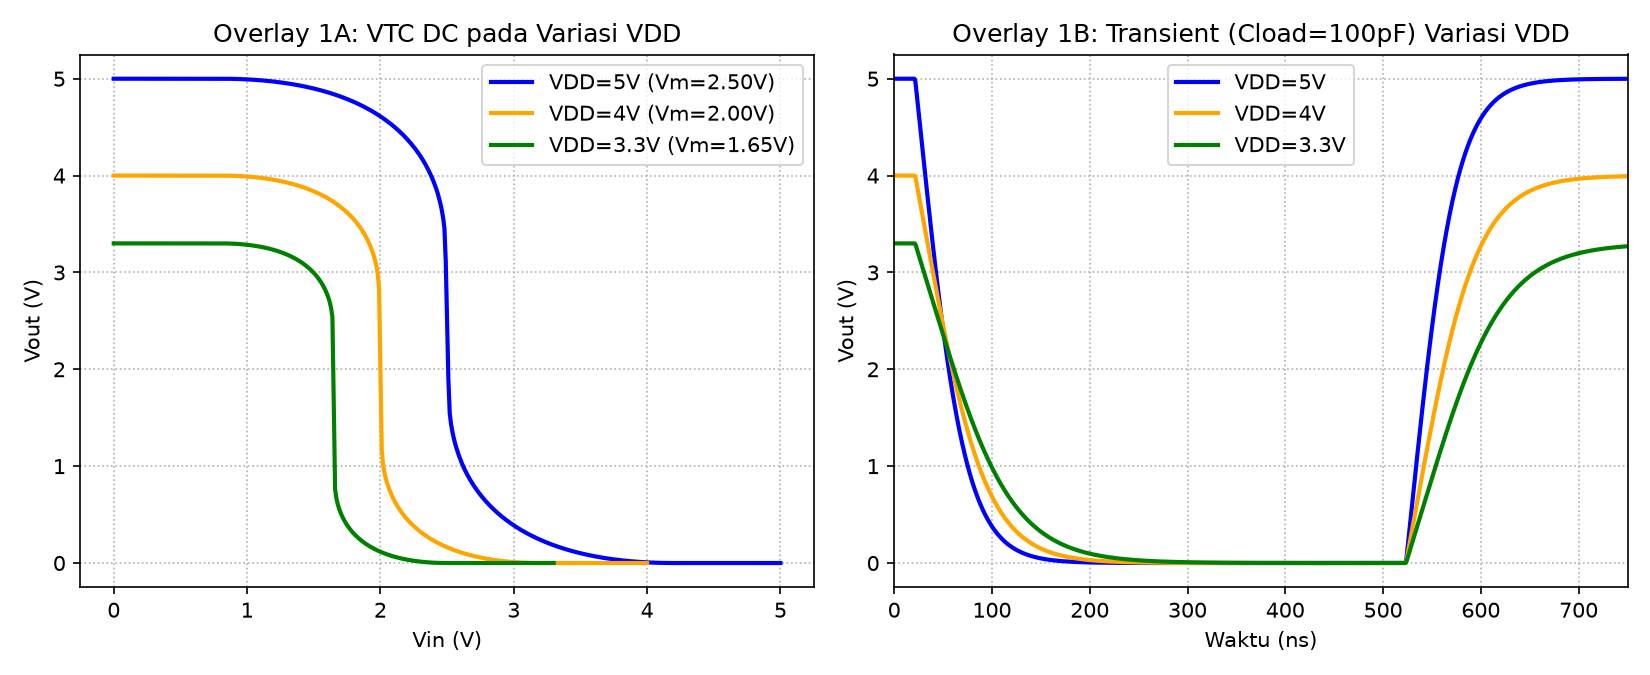 Overlay 1A: VTC DC pada Variasi VDD
VDD=5V (Vm=2.50V)
VDD=4V (Vm=2.00V)
VDD=3.3V (Vm=1.65V)
Vout (V)
5
4
3
2
1
0
0 1 2 3 4 5
Vin (V)
Overlay 1B: Transient (Cload=100pF) Variasi VDD
VDD=5V
VDD=4V
VDD=3.3V
Vout (V)
5
4
3
2
1
0
0 100 200 300 400 500 600 700
Waktu (ns)